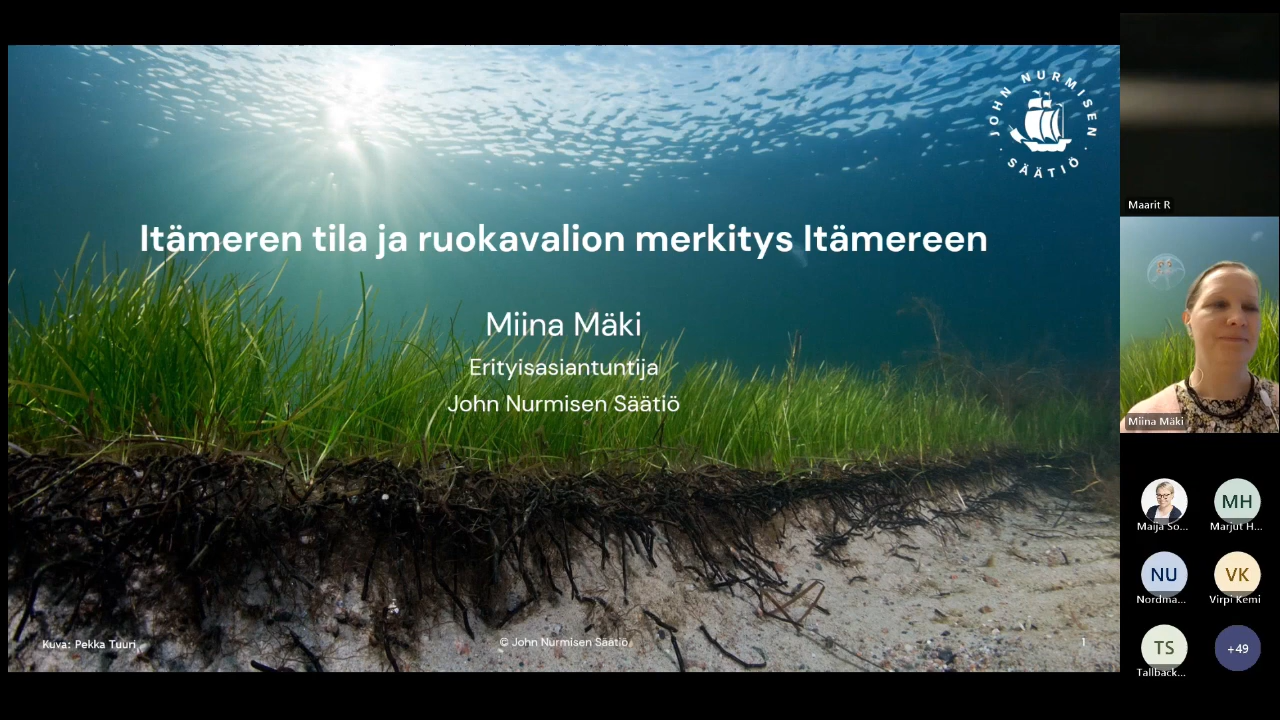 JOHN NURMISEN
· SÄÄTIÖ ·
Itämeren tila ja ruokavalion merkitys Itämereen
Miina Mäki
Erityisasiantuntija
John Nurmisen Säätiö
Kuva: Pekka Tuuri
© John Nurmisen Säätiö
1
Maarit R
Miina Mäki
Maija So...
MH
Marjut H...
NU
Nordma...
VK
Virpi Kemi
TS
Tallback...
+49